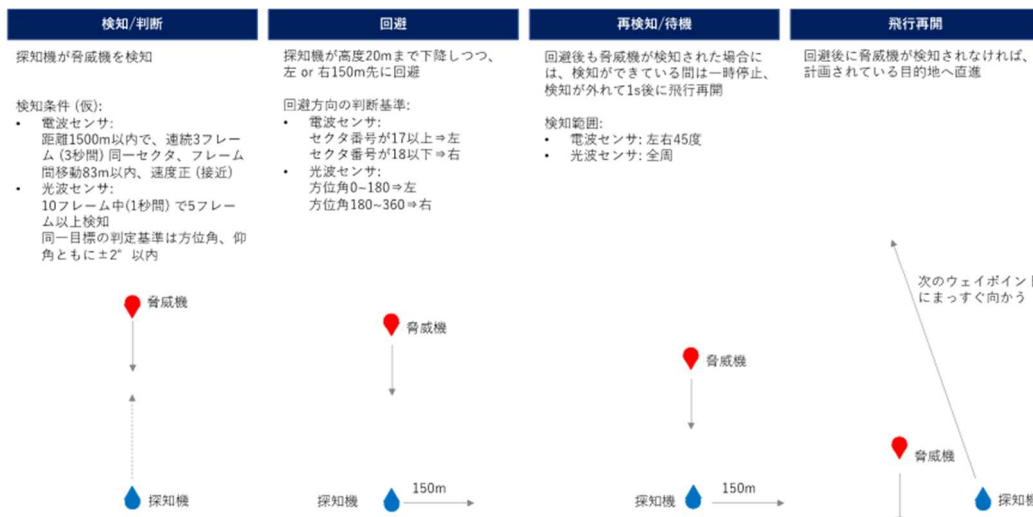 検知/判断
探知機が脅威機を検知
検知条件 (仮):
• 電波センサ:
距離1500m以内で、連続3フレー
ム (3秒間) 同一セクタ、フレーム
間移動83m以内、速度正 (接近)
• 光波センサ:
10フレーム中(1秒間) で5フレー
ム以上検知
同一目標の判定基準は方位角、仰
角ともに±2° 以内
脅威機
探知機
回避
探知機が高度20mまで下降しつつ、
左 or 右150m先に回避
回避方向の判断基準:
• 電波センサ:
セクタ番号が17以上⇒左
セクタ番号が18以下⇒右
• 光波センサ:
方位角0~180⇒左
方位角180~360⇒右
脅威機
探知機
150m
再検知/待機
回避後も脅威機が検知された場合に
は、検知ができている間は一時停止、
検知が外れて1s後に飛行再開
検知範囲:
• 電波センサ: 左右45度
• 光波センサ: 全周
脅威機
探知機
150m
飛行再開
回避後に脅威機が検知されなければ、
計画されている目的地へ直進
次のウェイポイント
にまっすぐ向かう
脅威機
探知機